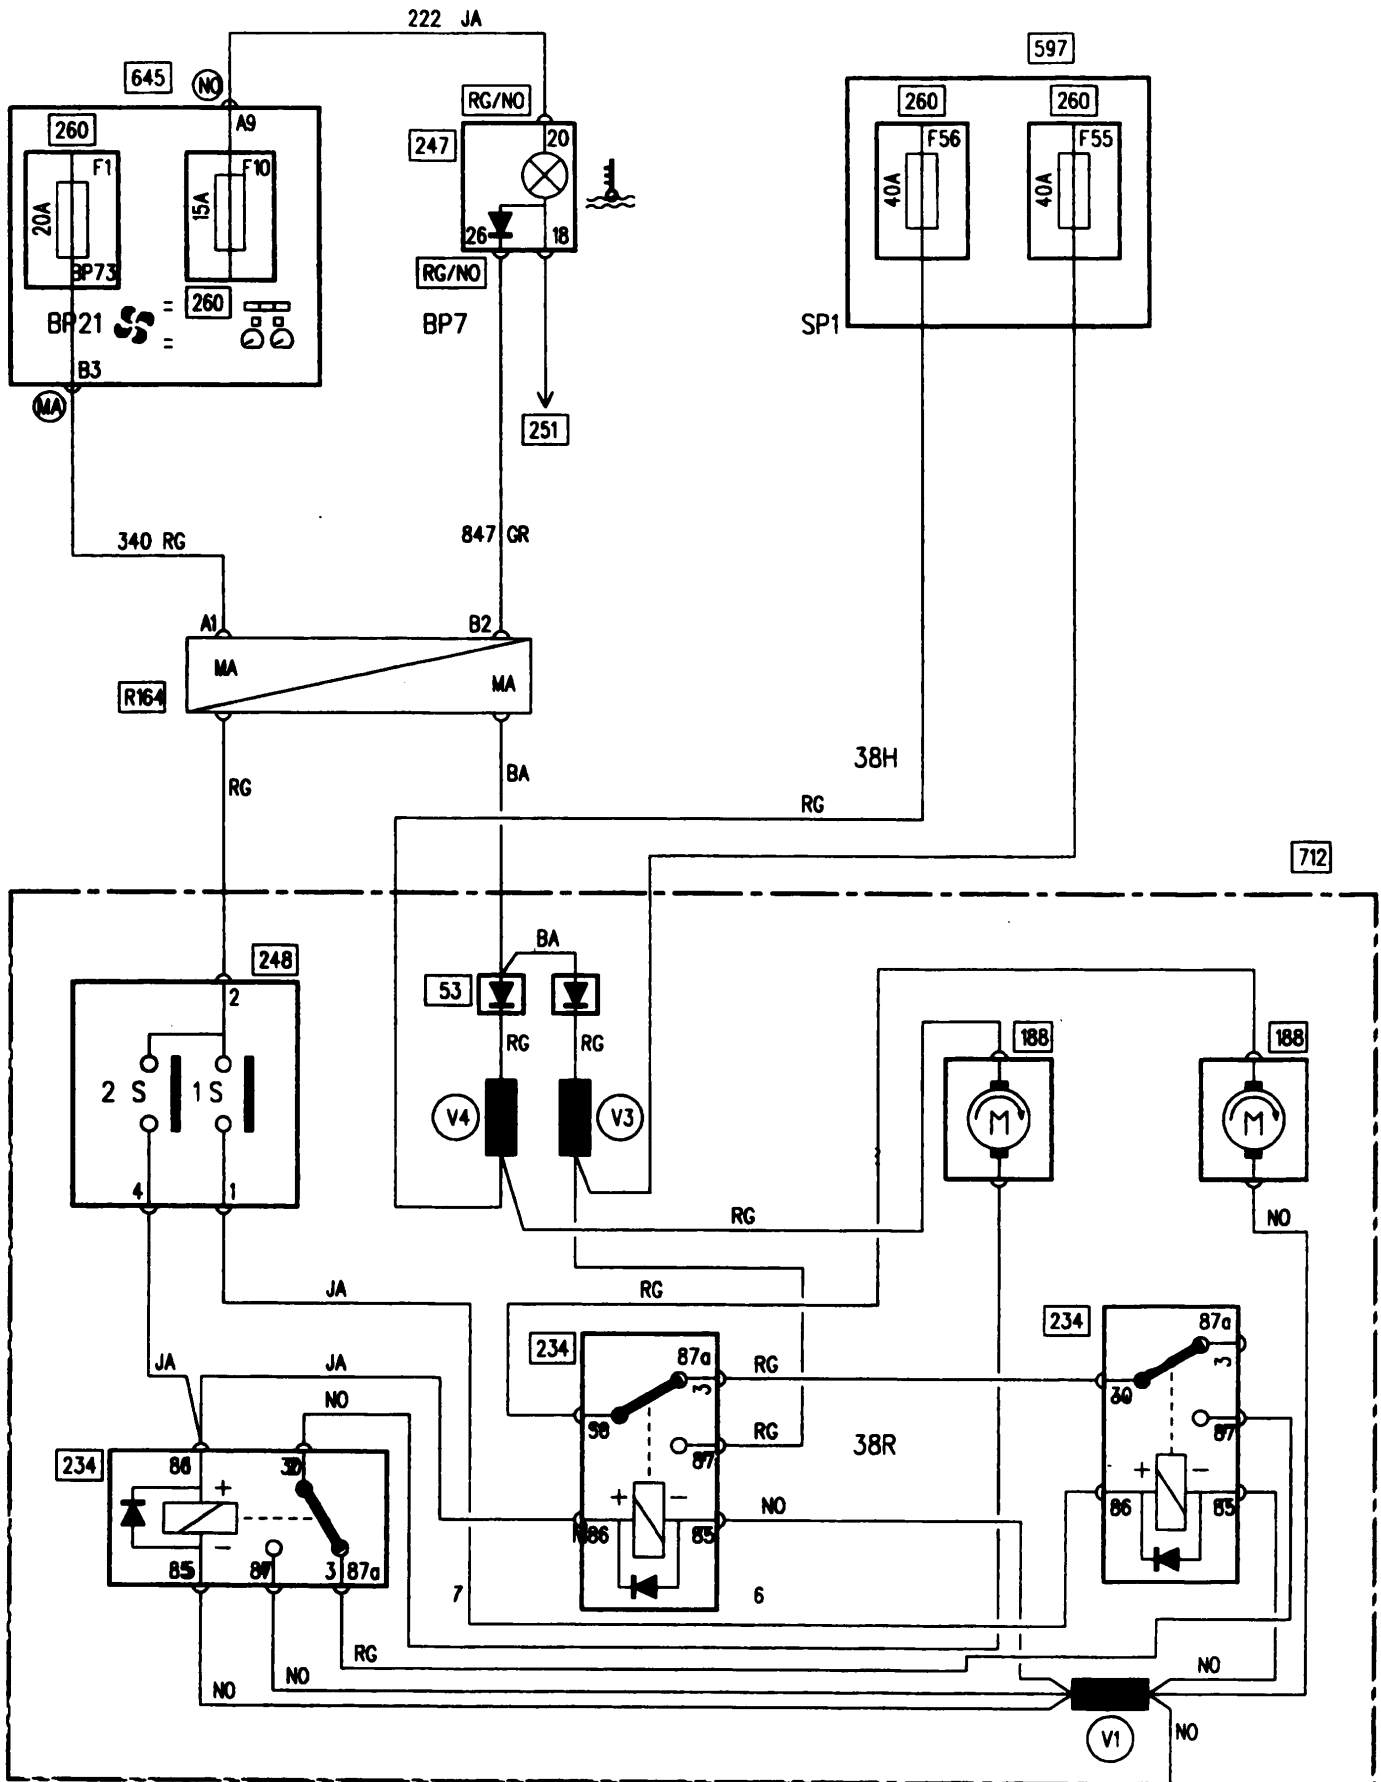 222 JA
597
645
NO
RG/NO
260
260
260
A9
247
20
F56
F55
F1
F10
40A
40A
20A
15A
26
18
BP73
260
RG/NO
BP21
BP7
SP1
B3
MA
251
340 RG
847 GR
A1
B2
MA
MA
R164
38H
RG
BA
RG
712
BA
248
53
2
RG
RG
188
188
2 S
1 S
V4
V3
M
M
4
1
RG
NO
JA
RG
234
234
87a
87a
JA
JA
RG
3
3
NO
30
RG
87
38R
87
234
86
30
+
+
-
+
-
NO
86
85
86
85
-
85
87
3
87a
7
6
RG
NO
NO
NO
V1
NO